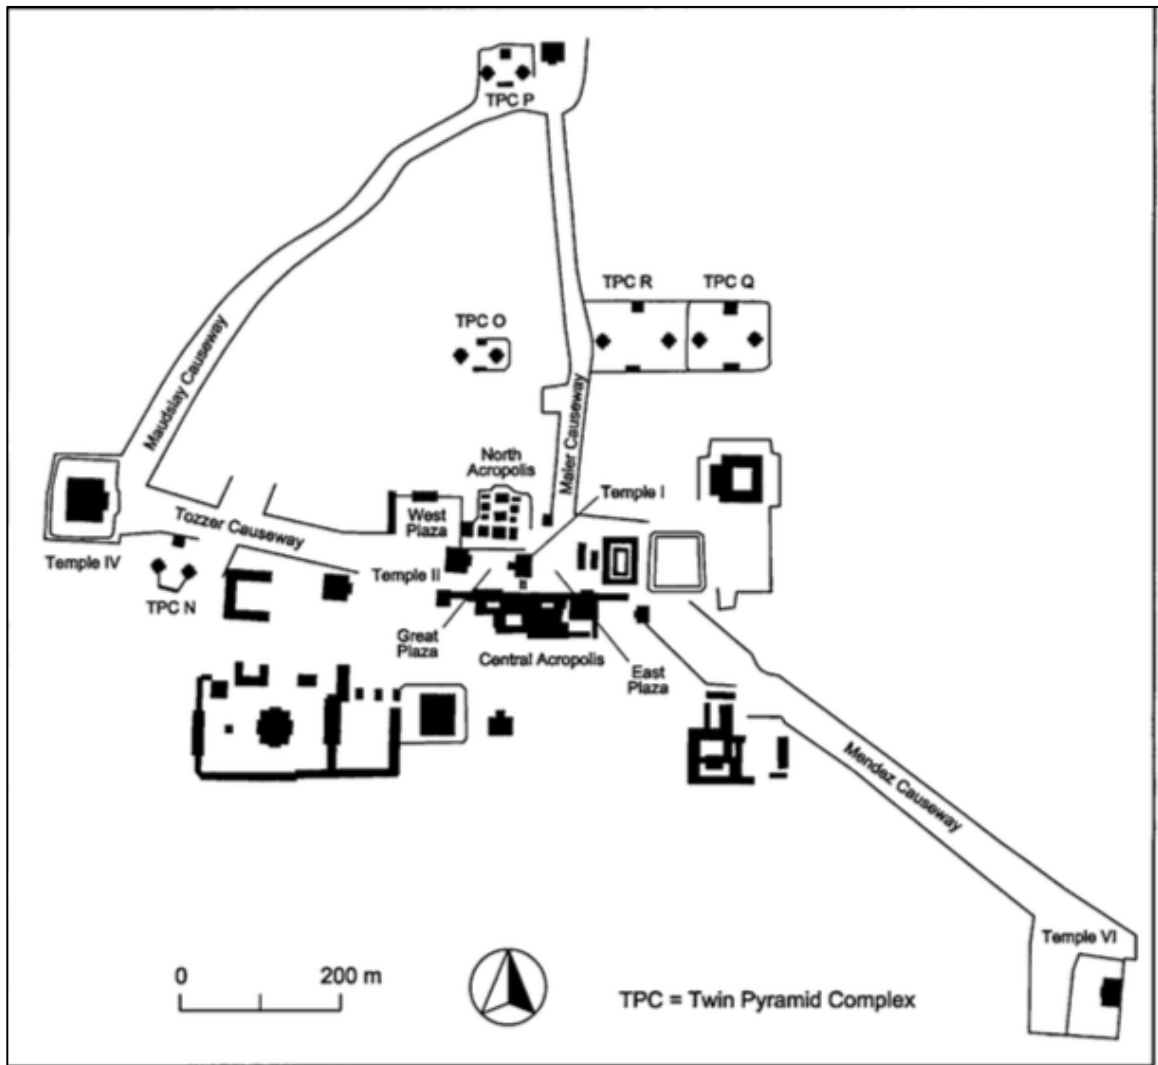 TPC P
TPC R
TPC Q
TPC O
Maudslay Causeway
Maler Causeway
North
Acropolis
Temple I
West
Plaza
Tozzer Causeway
Temple IV
Temple II
TPC N
Great
Plaza
Central Acropolis
East
Plaza
Mendez Causeway
Temple VI
0
200 m
TPC = Twin Pyramid Complex